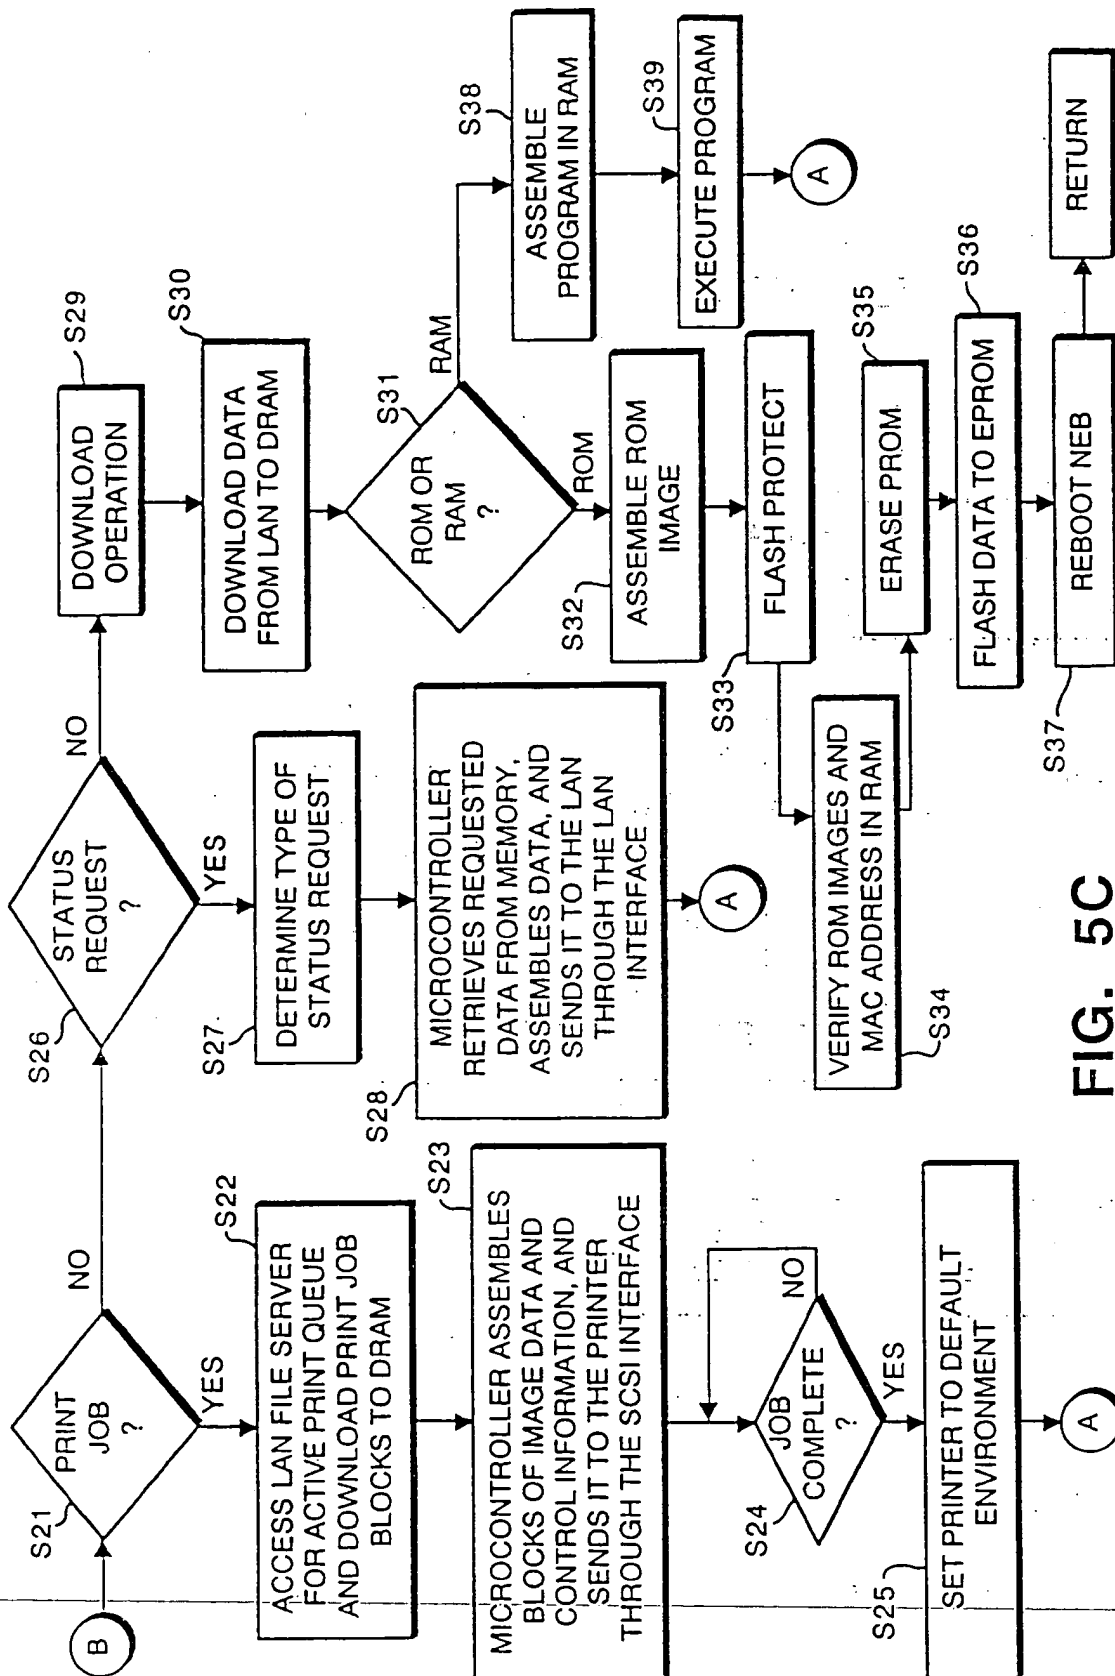 B
S21
PRINT
JOB
?
NO
YES
S22
ACCESS LAN FILE SERVER
FOR ACTIVE PRINT QUEUE
AND DOWNLOAD PRINT JOB
BLOCKS TO DRAM
S23
MICROCONTROLLER ASSEMBLES
BLOCKS OF IMAGE DATA AND
CONTROL INFORMATION, AND
SENDS IT TO THE PRINTER
THROUGH THE SCSI INTERFACE
S24
JOB
COMPLETE
?
NO
YES
S25
SET PRINTER TO DEFAULT
ENVIRONMENT
A
S26
STATUS
REQUEST
?
NO
YES
S27
DETERMINE TYPE OF
STATUS REQUEST
S28
MICROCONTROLLER
RETRIEVES REQUESTED
DATA FROM MEMORY,
ASSEMBLES DATA, AND
SENDS IT TO THE LAN
THROUGH THE LAN
INTERFACE
A
S29
DOWNLOAD
OPERATION
S30
DOWNLOAD DATA
FROM LAN TO DRAM
S31
ROM OR
RAM
?
RAM
ROM
S32
ASSEMBLE ROM
IMAGE
S33
FLASH PROTECT
VERIFY ROM IMAGES AND
MAC ADDRESS IN RAM
S34
S35
ERASE PROM
S36
FLASH DATA TO EPROM
S37
REBOOT NEB
RETURN
S38
ASSEMBLE
PROGRAM IN RAM
S39
EXECUTE PROGRAM
A
FIG. 5C